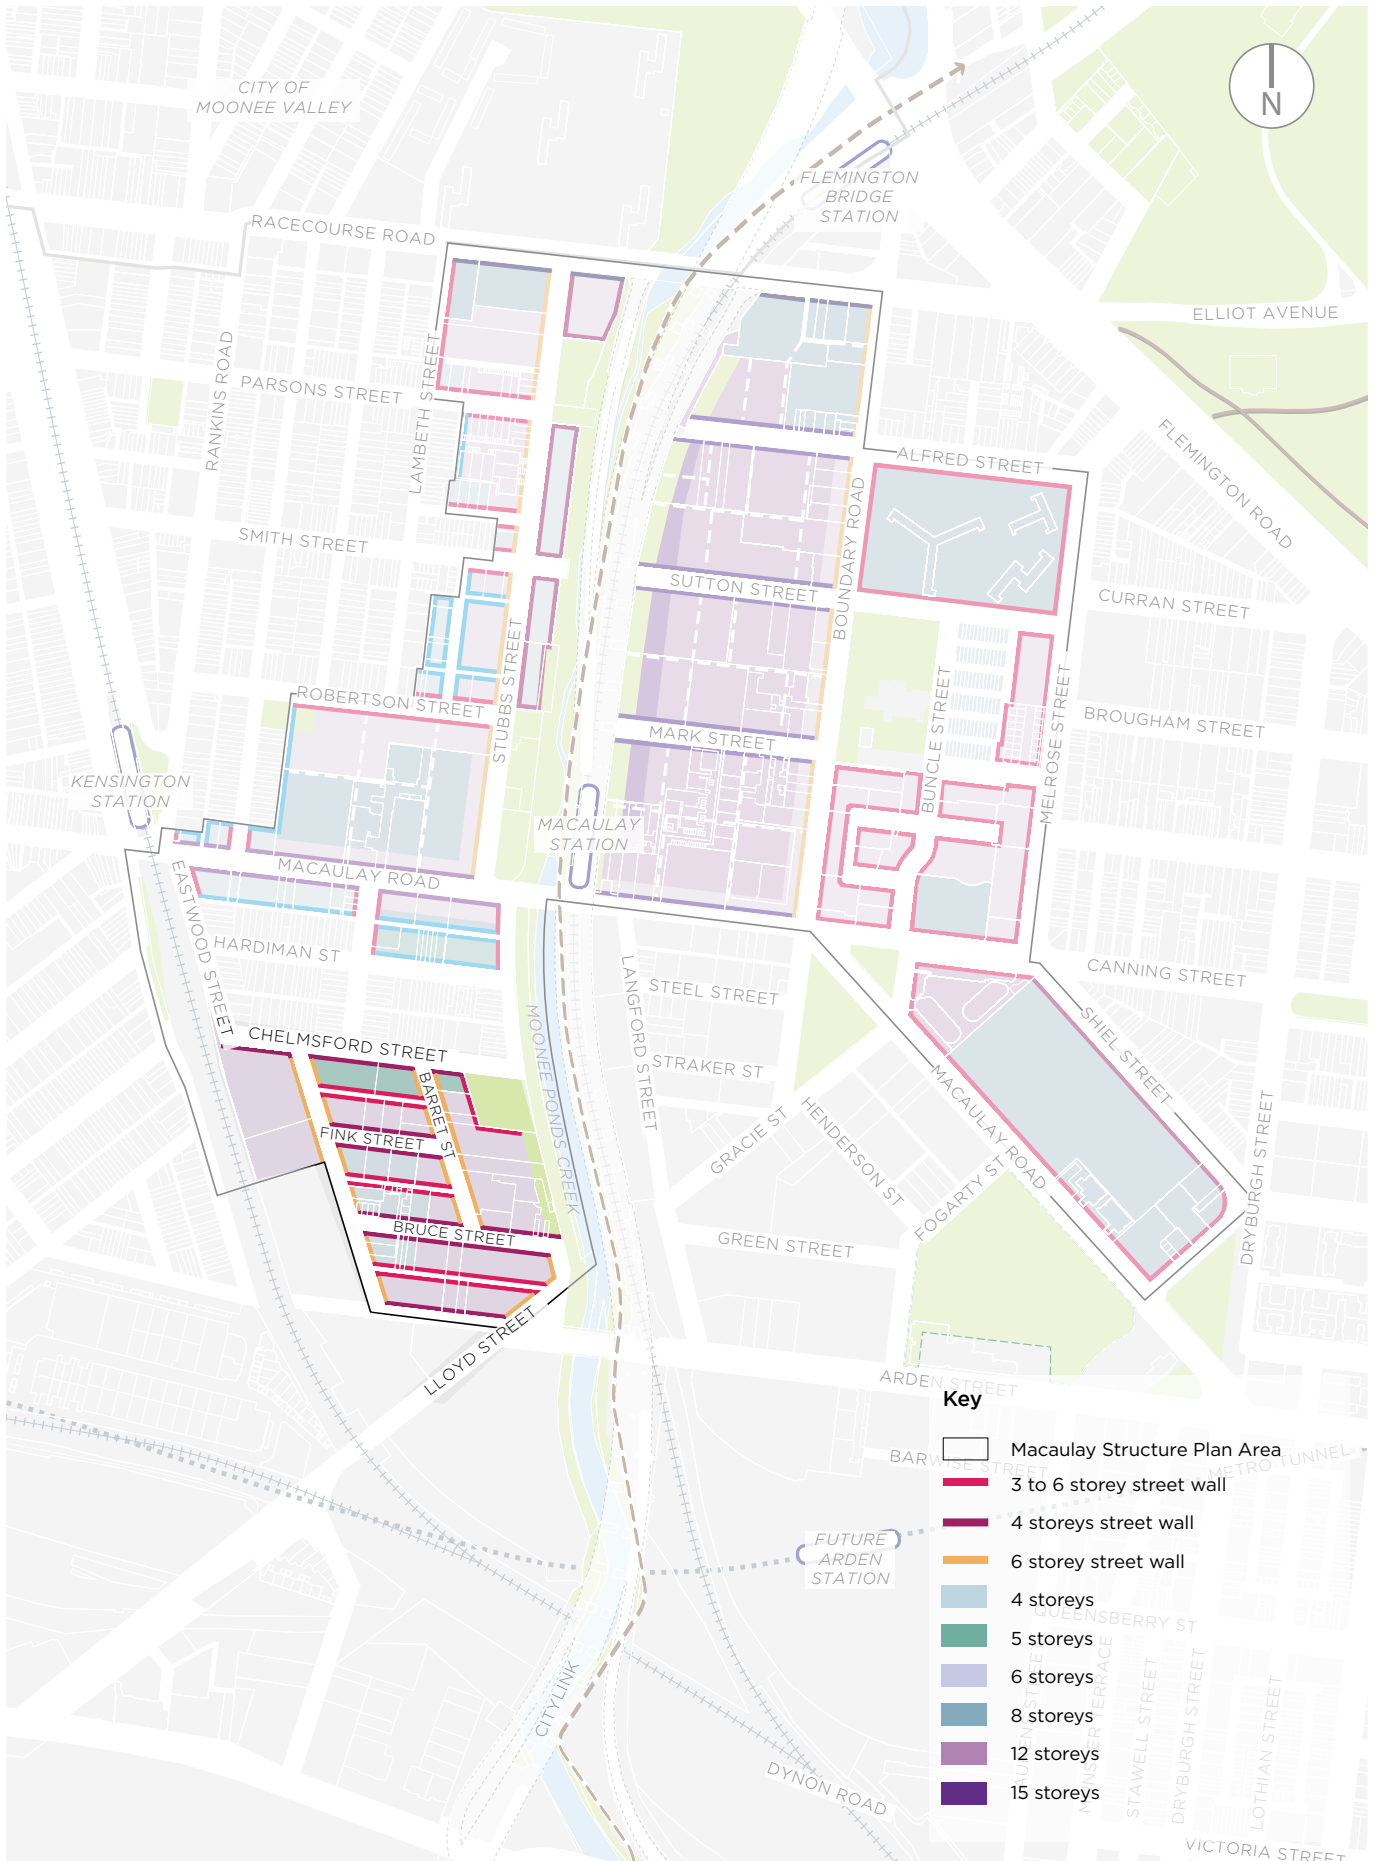 CITY OF
MOONEE VALLEY
N
FLEMINGTON
BRIDGE
STATION
RACECOURSE ROAD
ELLIOT AVENUE
RANKINS ROAD
PARSONS STREET
LAMBETH STREET
FLEMINGTON ROAD
ALFRED STREET
SMITH STREET
BOUNDARY ROAD
SUTTON STREET
CURRAN STREET
STUBBS STREET
ROBERTSON STREET
BUNCLE STREET
MELROSE STREET
BROUGHAM STREET
MARK STREET
KENSINGTON
STATION
MACAULAY
STATION
MACAULAY ROAD
EASTWOOD STREET
HARDIMAN ST
LANGFORD STREET
STEEL STREET
CANNING STREET
SHIEL STREET
MOONEE PONDS CREEK
CHELMSFORD STREET
STRAKER ST
MACAULAY ROAD
BARRET ST
FINK STREET
GRACIE ST
HENDERSON ST
FOGARTY ST
DRYBURGH STREET
BRUCE STREET
GREEN STREET
LLOYD STREET
ARDEN STREET
Key
Macaulay Structure Plan Area
BARWISE STREET
METRO TUNNEL
3 to 6 storey street wall
4 storeys street wall
FUTURE
ARDEN
STATION
6 storey street wall
4 storeys
QUEENSBERRY ST
5 storeys
6 storeys
8 storeys
12 storeys
15 storeys
STAWELL STREET
DRYBURGH STREET
LOTHIAN STREET
CITYLINK
DYNON ROAD
VICTORIA STREET